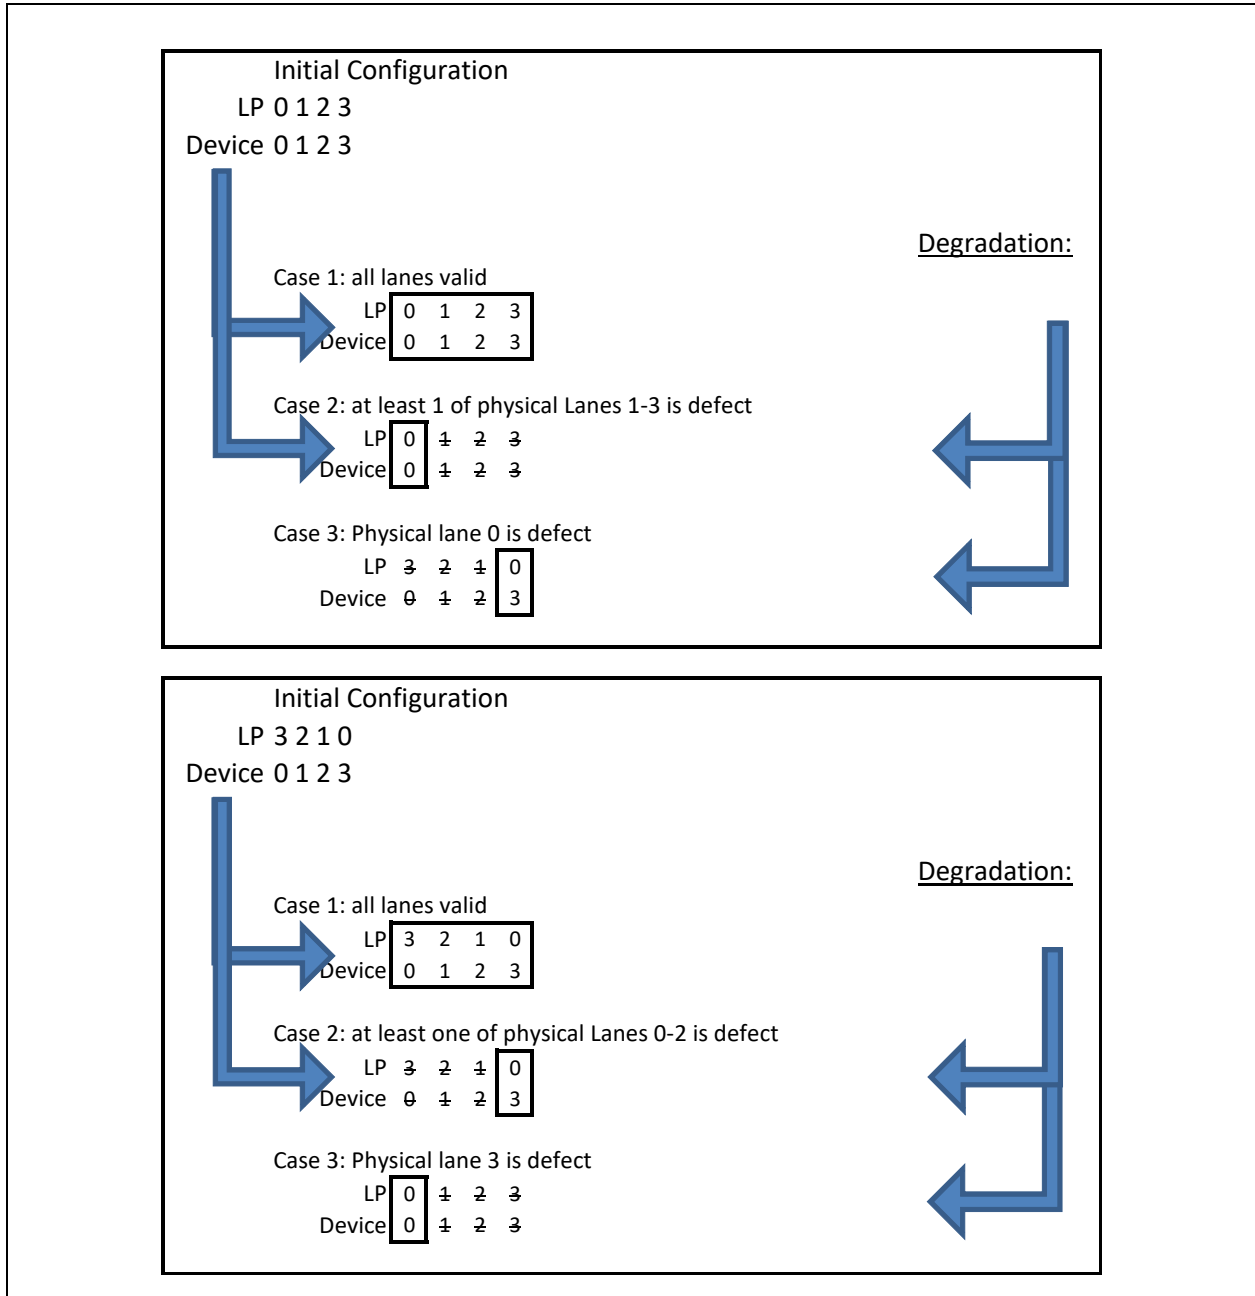 Initial Configuration
LP 0 1 2 3
Device 0 1 2 3
Degradation:
Case 1: all lanes valid
LP 0 1 2 3
Device 0 1 2 3
Case 2: at least 1 of physical Lanes 1-3 is defect
LP 0 1 2 3
Device 0 1 2 3
Case 3: Physical lane 0 is defect
LP 3 2 1 0
Device 0 1 2 3
Initial Configuration
LP 3 2 1 0
Device 0 1 2 3
Degradation:
Case 1: all lanes valid
LP 3 2 1 0
Device 0 1 2 3
Case 2: at least one of physical Lanes 0-2 is defect
LP 3 2 1 0
Device 0 1 2 3
Case 3: Physical lane 3 is defect
LP 0 1 2 3
Device 0 1 2 3